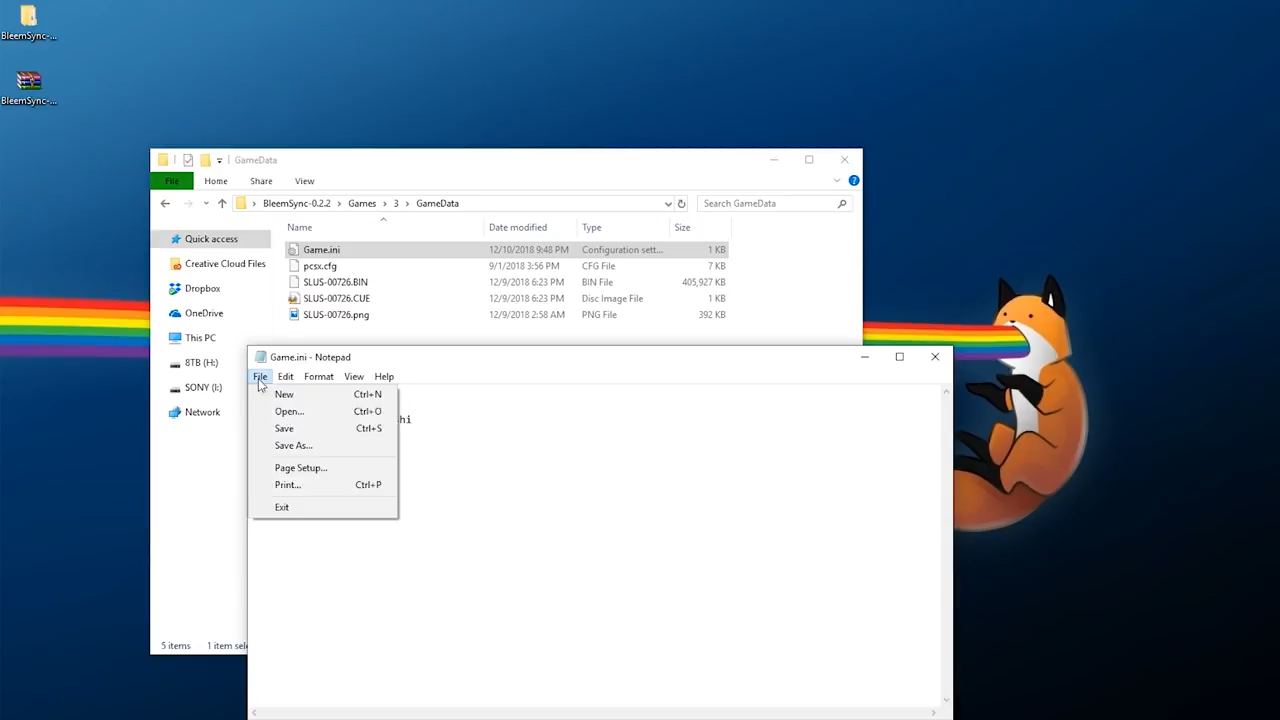 BleemSync-...
BleemSync-...
GameData
File Home Share View
BleemSync-0.2.2 Games 3 GameData
Search GameData
Name Date modified Type Size
Quick access
Creative Cloud Files
Dropbox
OneDrive
This PC
8TB (H:)
SONY (I:)
Network
Game.ini 12/10/2018 9:48 PM Configuration sett... 1 KB
pcsx.cfg 9/1/2018 3:56 PM CFG File 7 KB
SLUS-00726.BIN 12/9/2018 6:23 PM BIN File 405,927 KB
SLUS-00726.CUE 12/9/2018 6:23 PM Disc Image File 1 KB
SLUS-00726.png 12/9/2018 2:58 AM PNG File 392 KB
5 items 1 item sel
Game.ini - Notepad
File Edit Format View Help
New Ctrl+N
Open... Ctrl+O
Save Ctrl+S
Save As...
Page Setup...
Print... Ctrl+P
Exit
hi